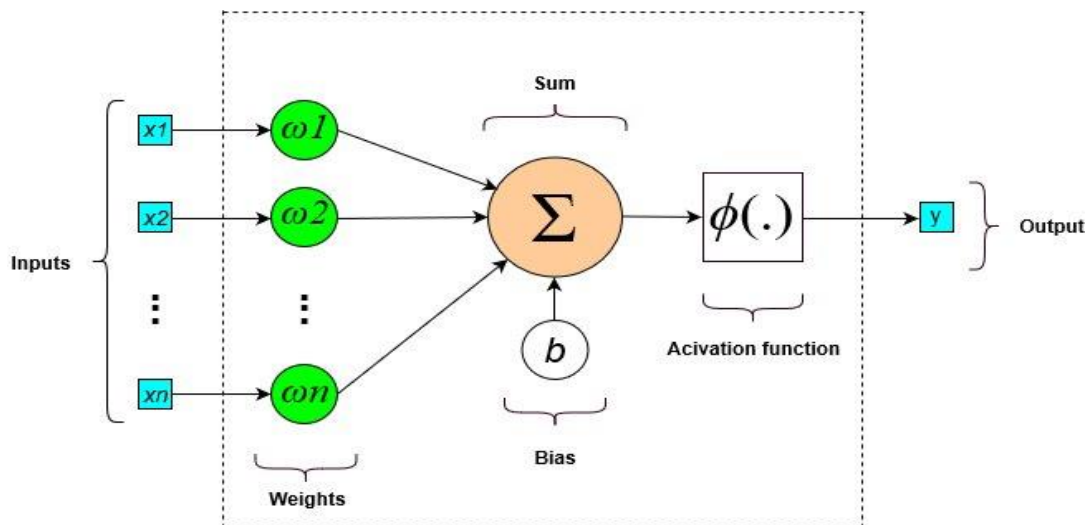 Sum
x1
ω1
x2
ω2
Σ
ϕ(.)
y
Output
Inputs
⋮
⋮
b
Acivation function
xn
ωn
Bias
Weights